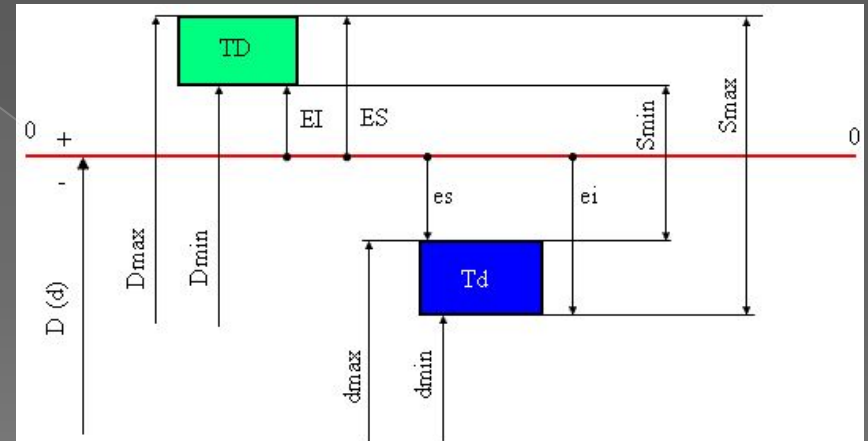 TD
EI
ES
Smin
Smax
0
+
0
-
es
ei
Dmax
Dmin
D (d)
Td
dmax
dmin